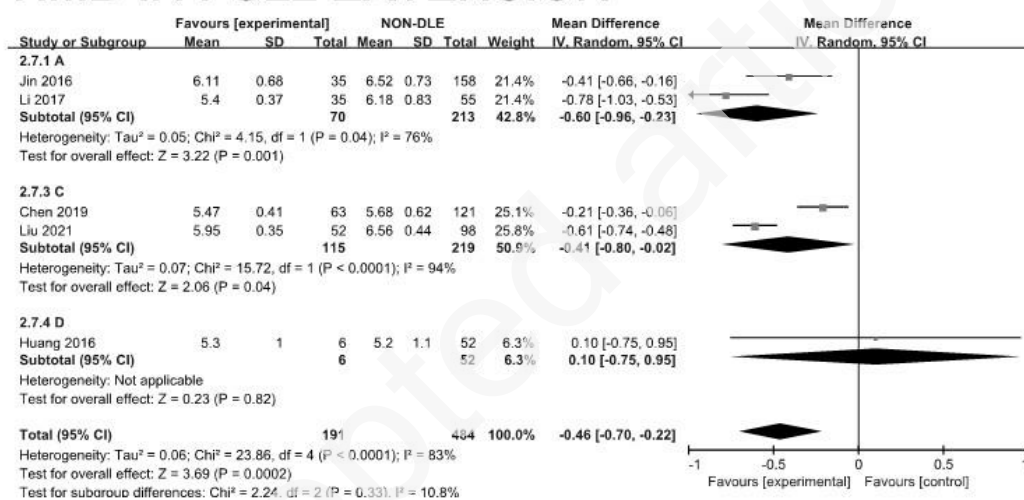 Favours [experimental] NON-DLE Mean Difference Mean Difference
Study or Subgroup Mean SD Total Mean SD Total Weight IV, Random, 95% CI IV, Random, 95% CI
2.7.1 A
Jin 2016 6.11 0.68 35 6.52 0.73 158 21.4% -0.41 [-0.66, -0.16]
Li 2017 5.4 0.37 35 6.18 0.83 55 21.4% -0.78 [-1.03, -0.53]
Subtotal (95% CI) 70 213 42.8% -0.60 [-0.96, -0.23]
Heterogeneity: Tau² = 0.05; Chi² = 4.15, df = 1 (P = 0.04); I² = 76%
Test for overall effect: Z = 3.22 (P = 0.001)
2.7.3 C
Chen 2019 5.47 0.41 63 5.68 0.62 121 25.1% -0.21 [-0.36, -0.06]
Liu 2021 5.95 0.35 52 6.56 0.44 98 25.8% -0.61 [-0.74, -0.48]
Subtotal (95% CI) 115 219 50.9% -0.41 [-0.80, -0.02]
Heterogeneity: Tau² = 0.07; Chi² = 15.72, df = 1 (P < 0.0001); I² = 94%
Test for overall effect: Z = 2.06 (P = 0.04)
2.7.4 D
Huang 2016 5.3 1 6 5.2 1.1 52 6.3% 0.10 [-0.75, 0.95]
Subtotal (95% CI) 6 52 6.3% 0.10 [-0.75, 0.95]
Heterogeneity: Not applicable
Test for overall effect: Z = 0.23 (P = 0.82)
Total (95% CI) 191 484 100.0% -0.46 [-0.70, -0.22]
Heterogeneity: Tau² = 0.06; Chi² = 23.86, df = 4 (P < 0.0001); I² = 83%
Test for overall effect: Z = 3.69 (P = 0.0002)
Test for subgroup differences: Chi² = 2.24, df = 2 (P = 0.33), I² = 10.8%
-1 -0.5 0 0.5 1
Favours [experimental] Favours [control]